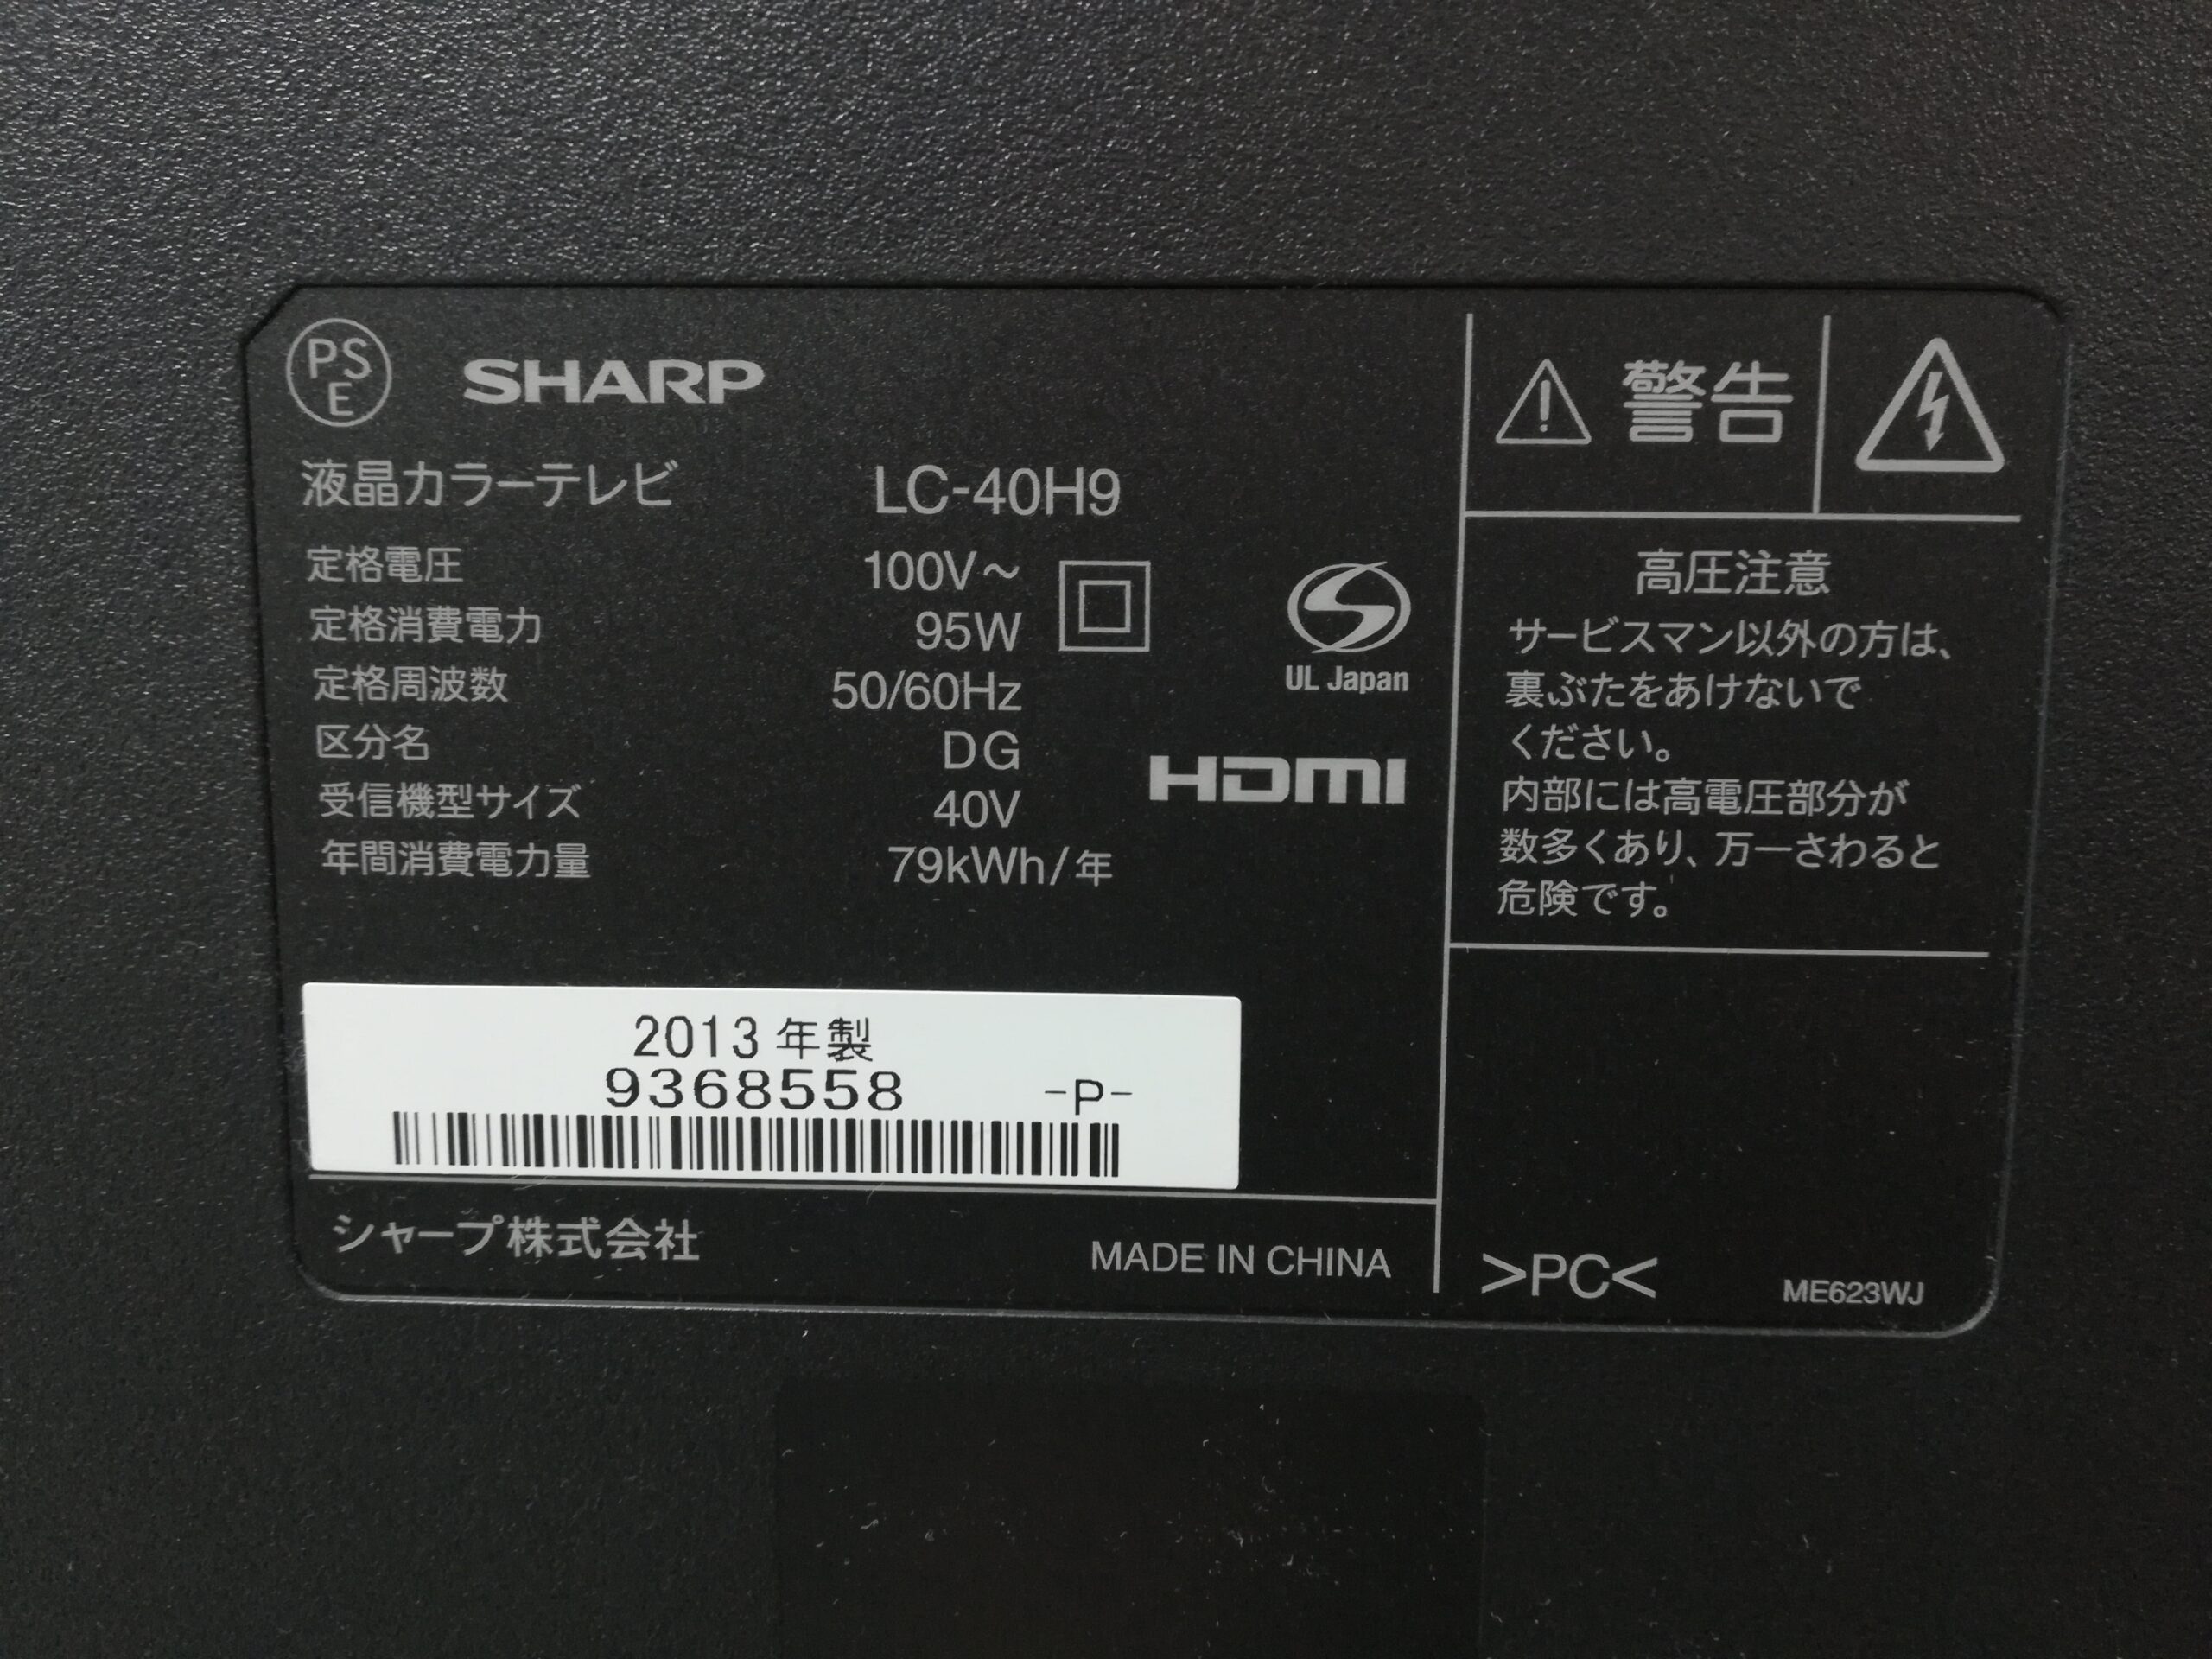 PS
E
SHARP
液晶カラーテレビ LC-40H9
定格電圧 100V～
定格消費電力 95W
定格周波数 50/60Hz
区分名 DG
受信機型サイズ 40V
年間消費電力量 79kWh/年
UL Japan
HDMI
2013年製
9368558 -P-
シャープ株式会社 MADE IN CHINA
警告
高圧注意
サービスマン以外の方は、
裏ぶたをあけないで
ください。
内部には高電圧部分が
数多くあり、万一さわると
危険です。
>PC< ME623WJ